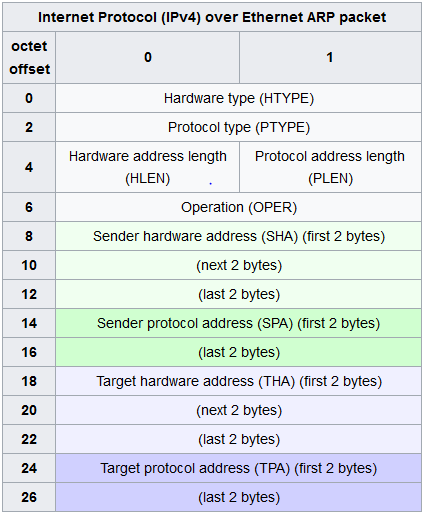 Internet Protocol (IPv4) over Ethernet ARP packet
octet offset 0 1
0 Hardware type (HTYPE)
2 Protocol type (PTYPE)
4 Hardware address length (HLEN) Protocol address length (PLEN)
6 Operation (OPER)
8 Sender hardware address (SHA) (first 2 bytes)
10 (next 2 bytes)
12 (last 2 bytes)
14 Sender protocol address (SPA) (first 2 bytes)
16 (last 2 bytes)
18 Target hardware address (THA) (first 2 bytes)
20 (next 2 bytes)
22 (last 2 bytes)
24 Target protocol address (TPA) (first 2 bytes)
26 (last 2 bytes)